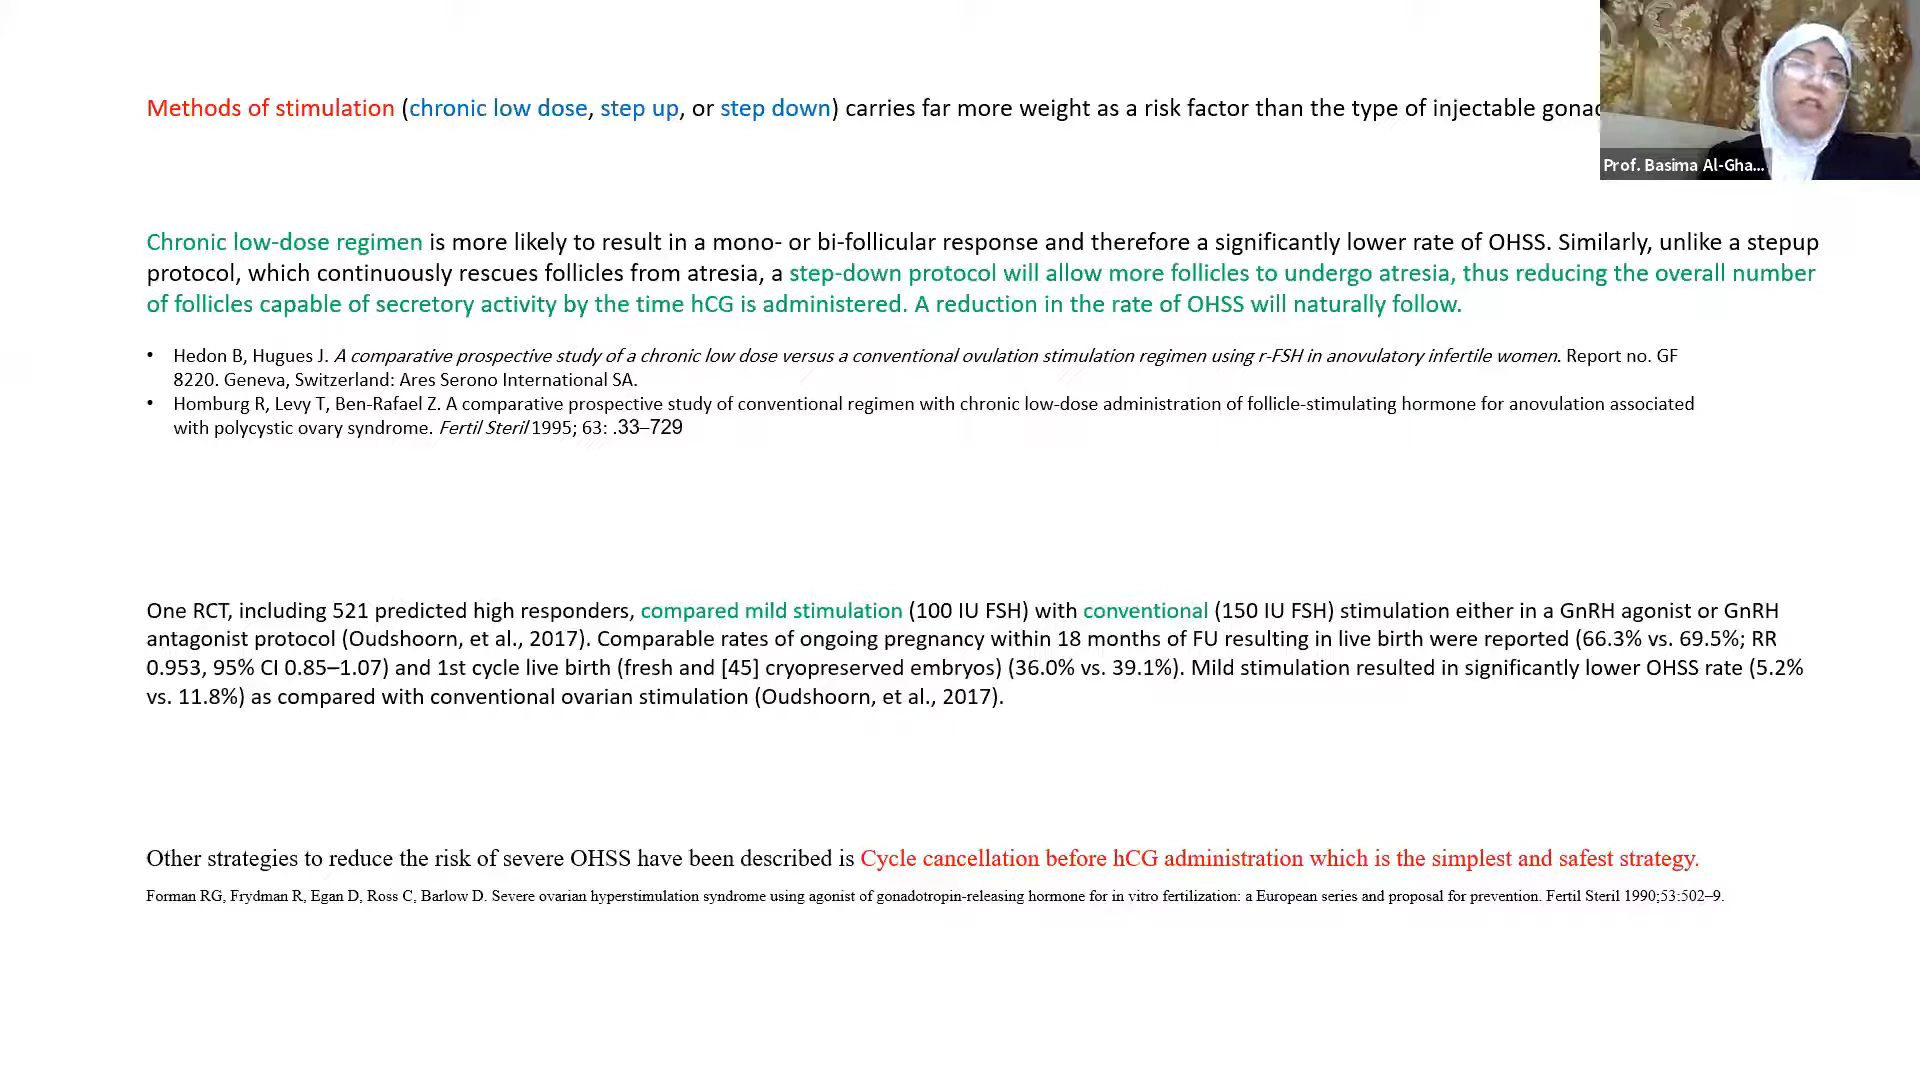 Methods of stimulation (chronic low dose, step up, or step down) carries far more weight as a risk factor than the type of injectable
Prof. Basima Al-Gha...
Chronic low-dose regimen is more likely to result in a mono- or bi-follicular response and therefore a significantly lower rate of OHSS. Similarly, unlike a stepup
protocol, which continuously rescues follicles from atresia, a step-down protocol will allow more follicles to undergo atresia, thus reducing the overall number
of follicles capable of secretory activity by the time hCG is administered. A reduction in the rate of OHSS will naturally follow.
• Hedon B, Hugues J. A comparative prospective study of a chronic low dose versus a conventional ovulation stimulation regimen using r-FSH in anovulatory infertile women. Report no. GF
8220. Geneva, Switzerland: Ares Serono International SA.
• Homburg R, Levy T, Ben-Rafael Z. A comparative prospective study of conventional regimen with chronic low-dose administration of follicle-stimulating hormone for anovulation associated
with polycystic ovary syndrome. Fertil Steril 1995; 63: .33–729
One RCT, including 521 predicted high responders, compared mild stimulation (100 IU FSH) with conventional (150 IU FSH) stimulation either in a GnRH agonist or GnRH
antagonist protocol (Oudshoorn, et al., 2017). Comparable rates of ongoing pregnancy within 18 months of FU resulting in live birth were reported (66.3% vs. 69.5%; RR
0.953, 95% CI 0.85–1.07) and 1st cycle live birth (fresh and [45] cryopreserved embryos) (36.0% vs. 39.1%). Mild stimulation resulted in significantly lower OHSS rate (5.2%
vs. 11.8%) as compared with conventional ovarian stimulation (Oudshoorn, et al., 2017).
Other strategies to reduce the risk of severe OHSS have been described is Cycle cancellation before hCG administration which is the simplest and safest strategy.
Forman RG, Frydman R, Egan D, Ross C, Barlow D. Severe ovarian hyperstimulation syndrome using agonist of gonadotropin-releasing hormone for in vitro fertilization: a European series and proposal for prevention. Fertil Steril 1990;53:502–9.